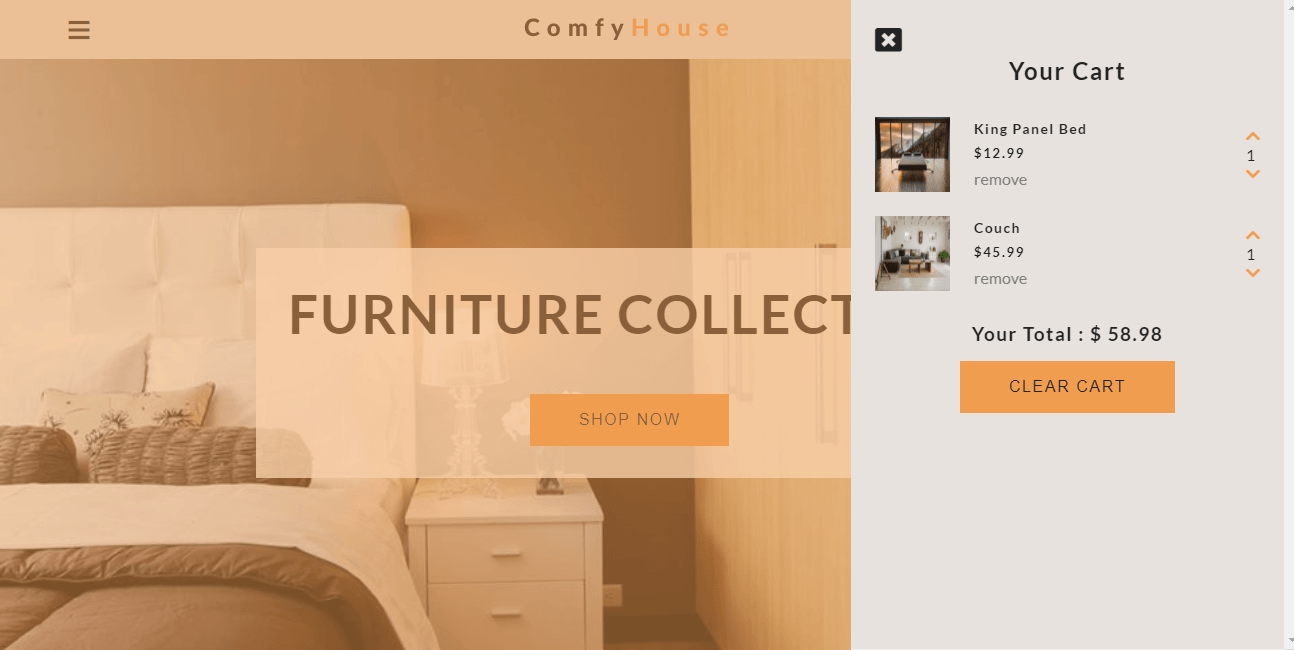 ComfyHouse
FURNITURE COLLECT
SHOP NOW
Your Cart
King Panel Bed
$12.99
remove
1
Couch
$45.99
remove
1
Your Total : $ 58.98
CLEAR CART